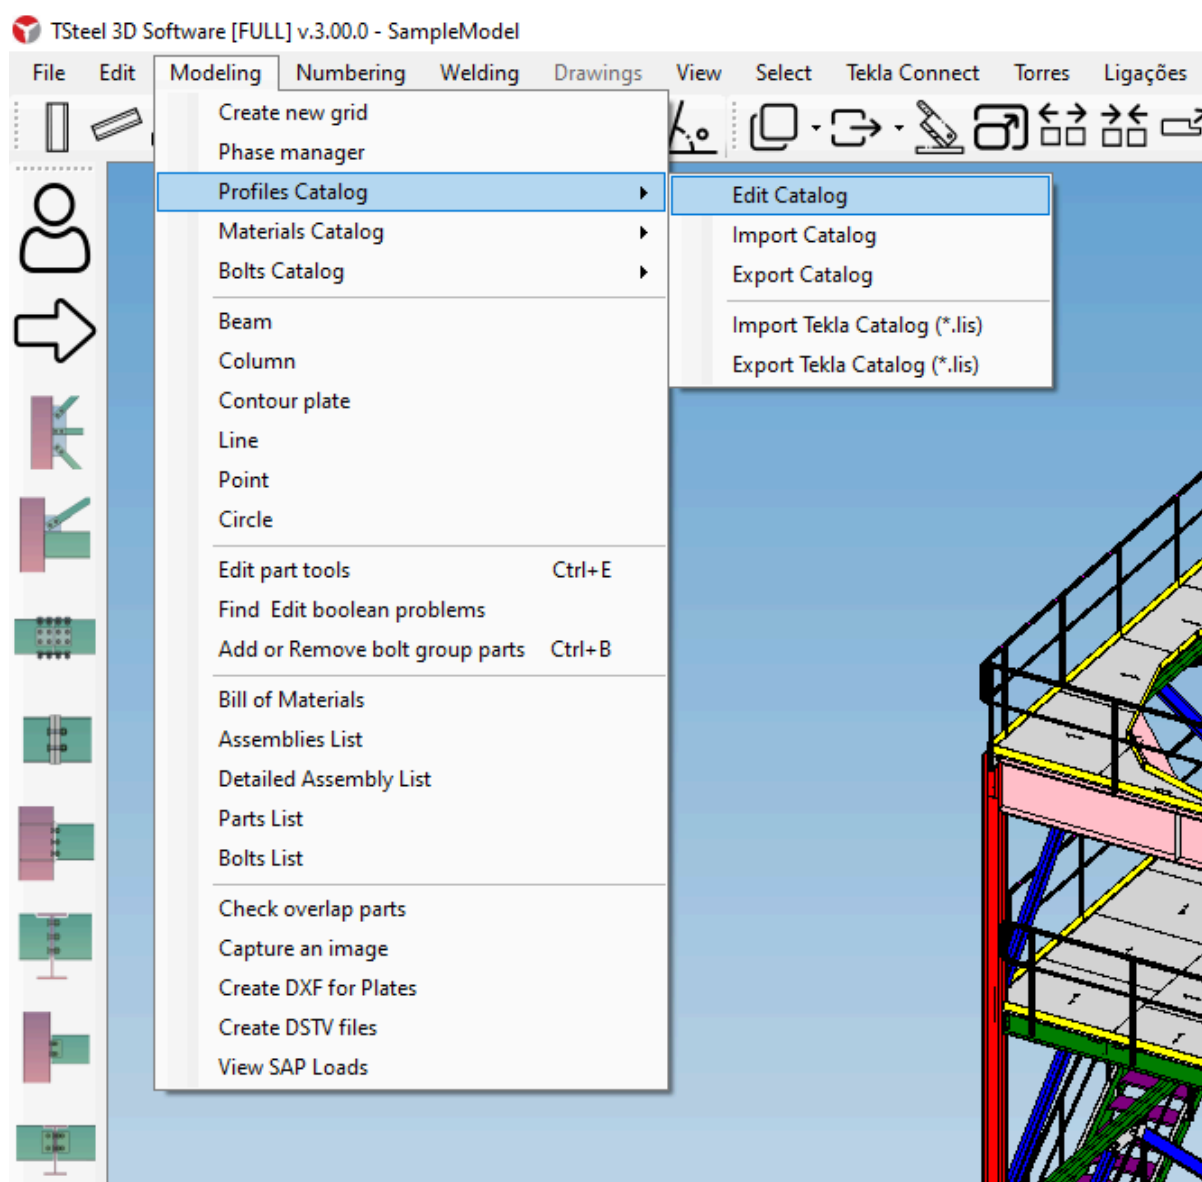 TSteel 3D Software [FULL] v.3.00.0 - SampleModel
File Edit Modeling Numbering Welding Drawings View Select Tekla Connect Torres Ligações
Create new grid
Phase manager
Profiles Catalog
Materials Catalog
Bolts Catalog
Beam
Column
Contour plate
Line
Point
Circle
Edit part tools Ctrl+E
Find  Edit boolean problems
Add or Remove bolt group parts Ctrl+B
Bill of Materials
Assemblies List
Detailed Assembly List
Parts List
Bolts List
Check overlap parts
Capture an image
Create DXF for Plates
Create DSTV files
View SAP Loads
Edit Catalog
Import Catalog
Export Catalog
Import Tekla Catalog (*.lis)
Export Tekla Catalog (*.lis)